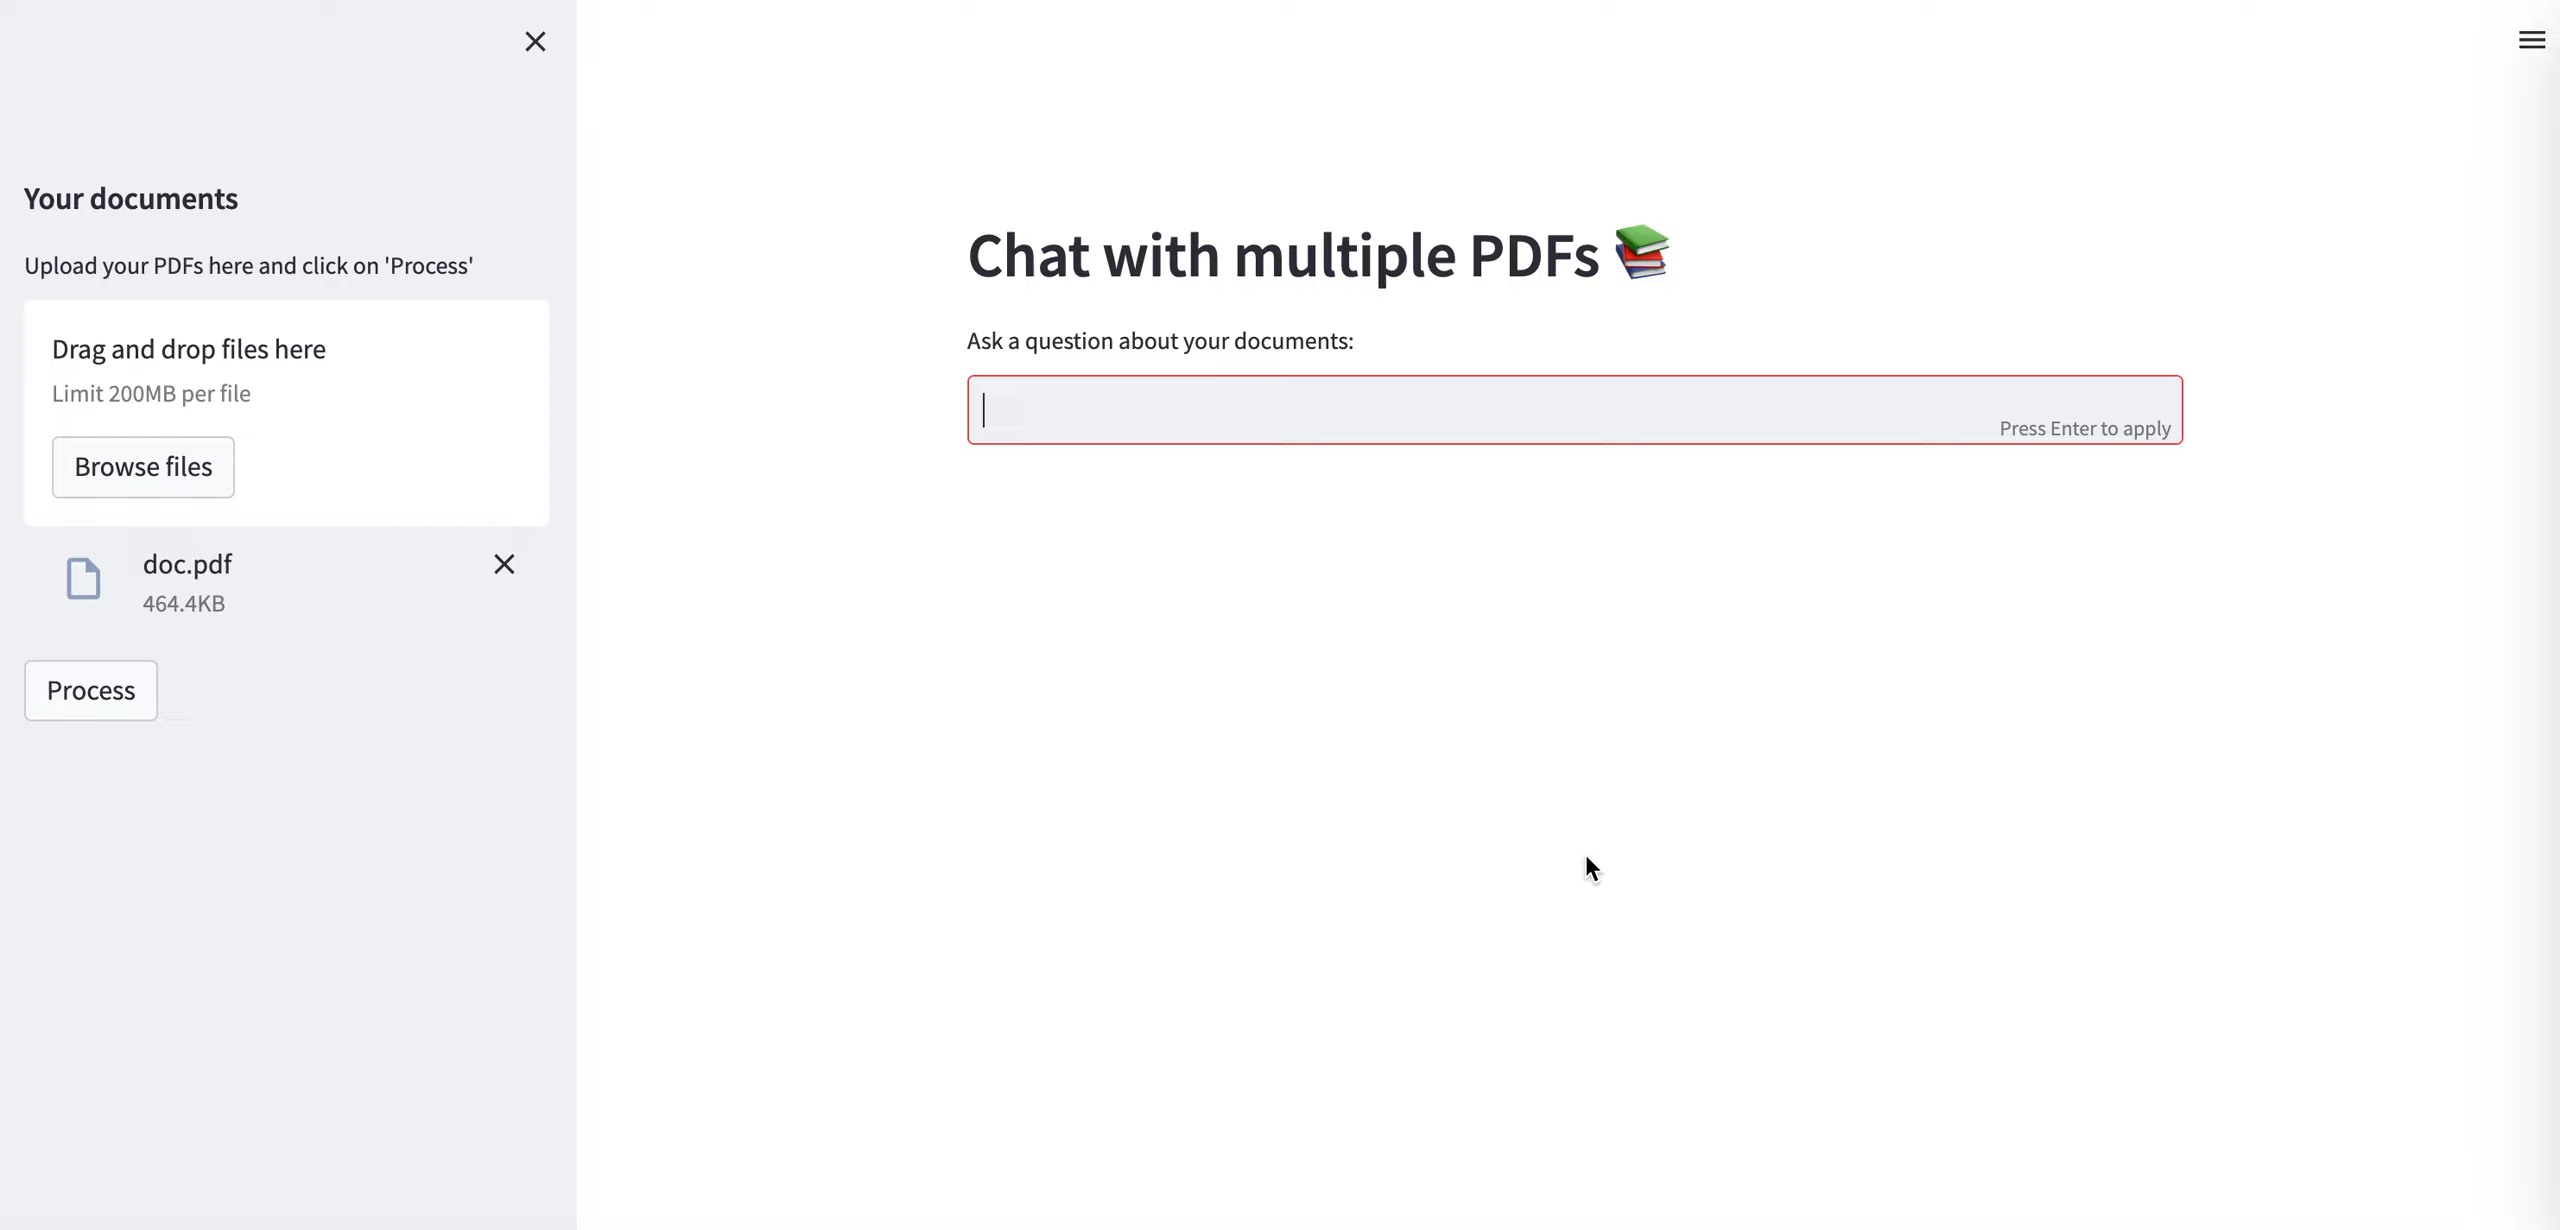 Your documents
Upload your PDFs here and click on 'Process'
Drag and drop files here
Limit 200MB per file
Browse files
doc.pdf
464.4KB
Process
Chat with multiple PDFs 📚
Ask a question about your documents:
Press Enter to apply